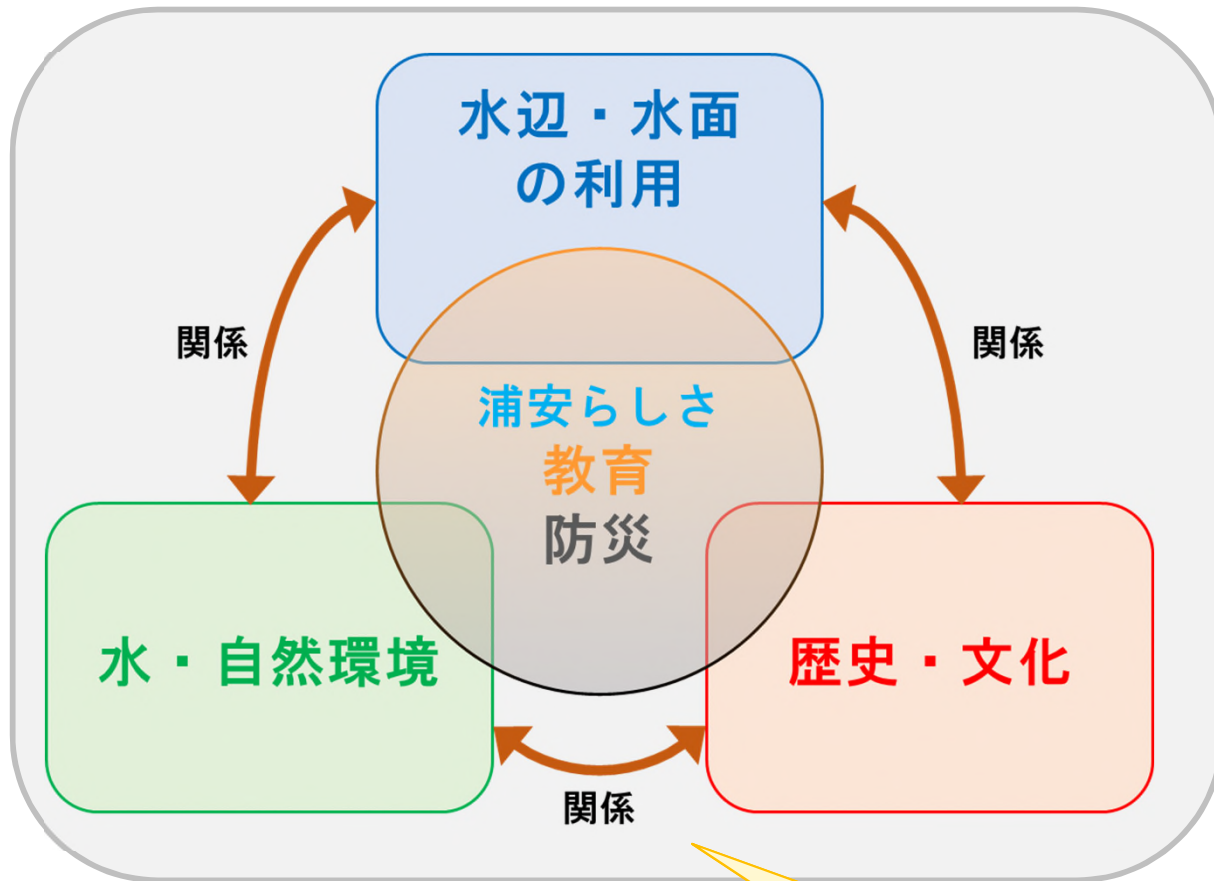 水辺・水面
の利用
関係
関係
浦安らしさ
教育
防災
水・自然環境
歴史・文化
関係